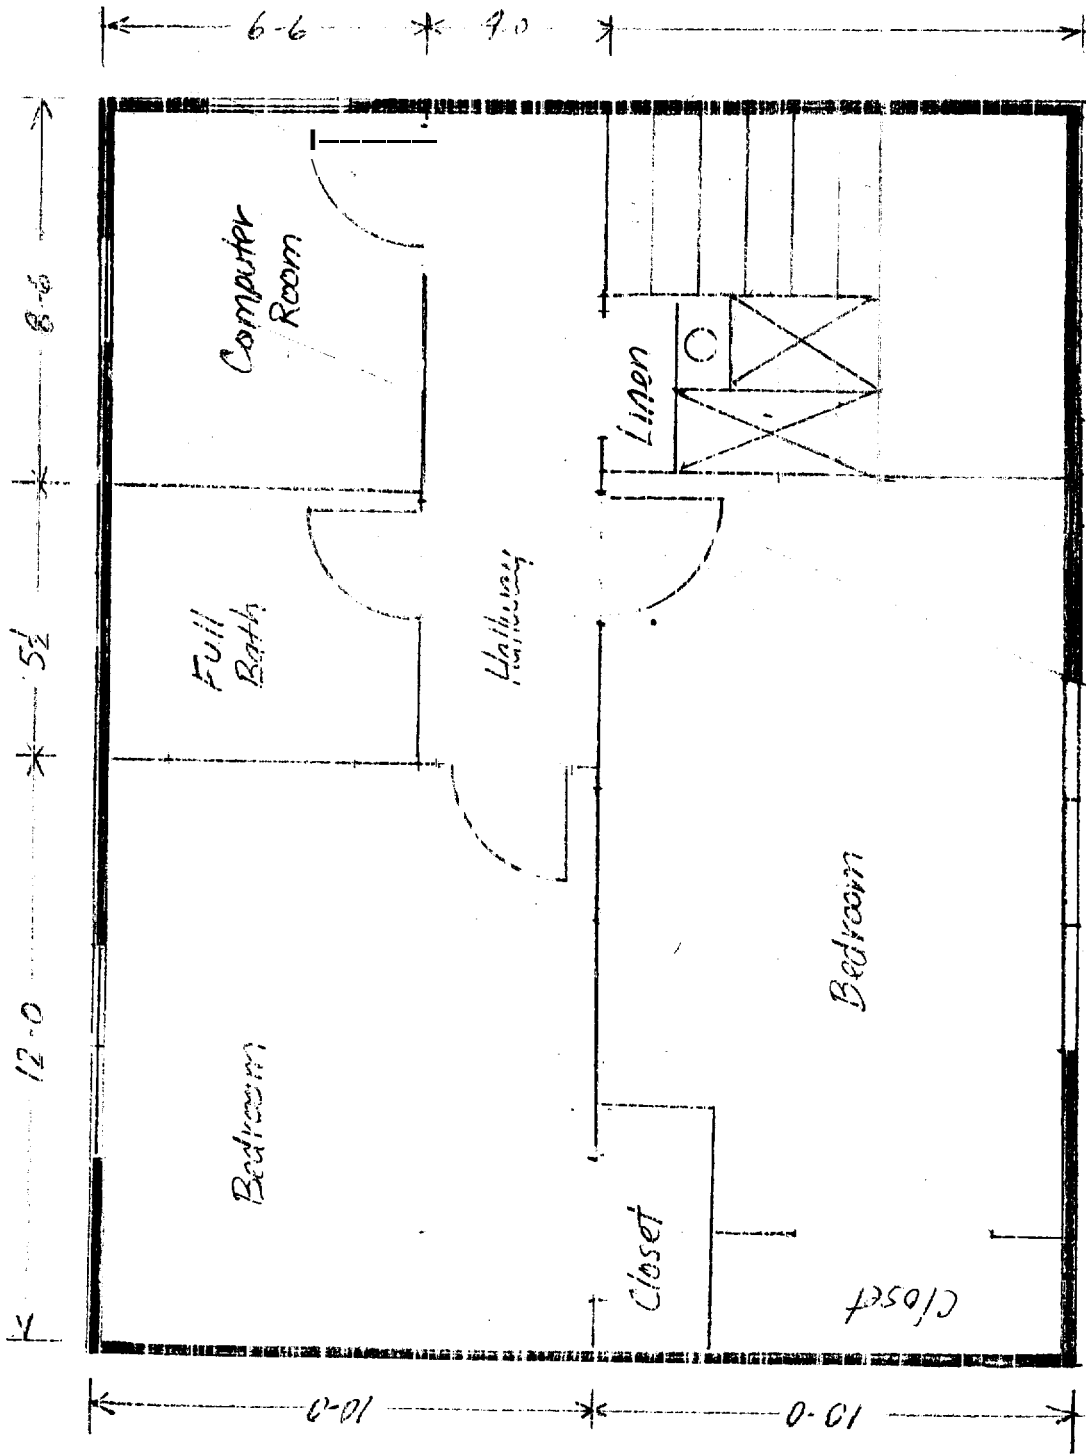 6-6
4-0
8-6
5½
12-0
Computer
Room
Linen
Full
Bath
Hallway
Bedroom
Bedroom
Closet
Closet
10-0
10-0